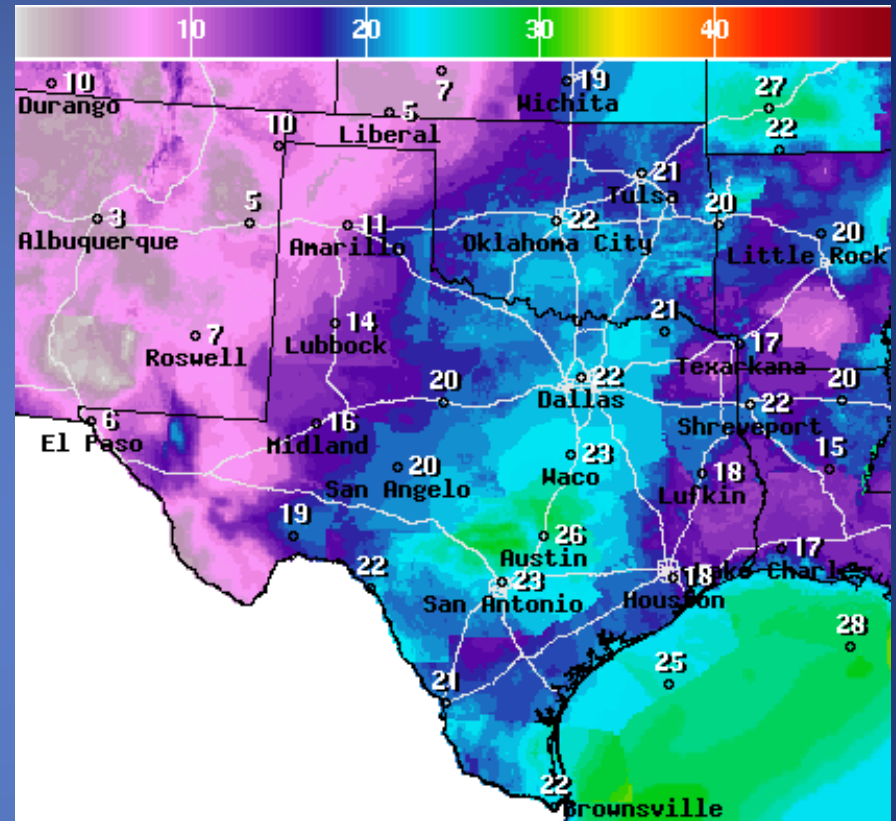 10 20 30 40
7
10 19
Durango Wichita 27
5
Liberal
10 22
21
Tulsa
3 5 11 22 20 20
Albuquerque Amarillo Oklahoma City Little Rock
14 21
7 Lubbock 17
Roswell Texarkana
22
20 Dallas 22 20
6 16 Shreveport
El Paso Midland
20 23 18 15
San Angelo Waco Lufkin
19 26 17
Austin
22 23 18 Lake Charles
San Antonio Houston
28
25
21
22
Brownsville